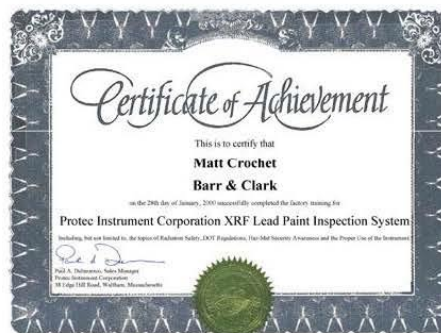 Certificate of Achievement
This is to certify that
Matt Crochet
Barr & Clark
on the 28th day of January, 2000 successfully completed the factory training for
Protec Instrument Corporation XRF Lead Paint Inspection System
Including, but not limited to, the topics of Radiation Safety, DOT Regulations, Haz-Mat Security Awareness and the Proper Use of the Instrument
Sales Manager
Protec Instrument Corporation
38 Edge Hill Road, Waltham, Massachusetts